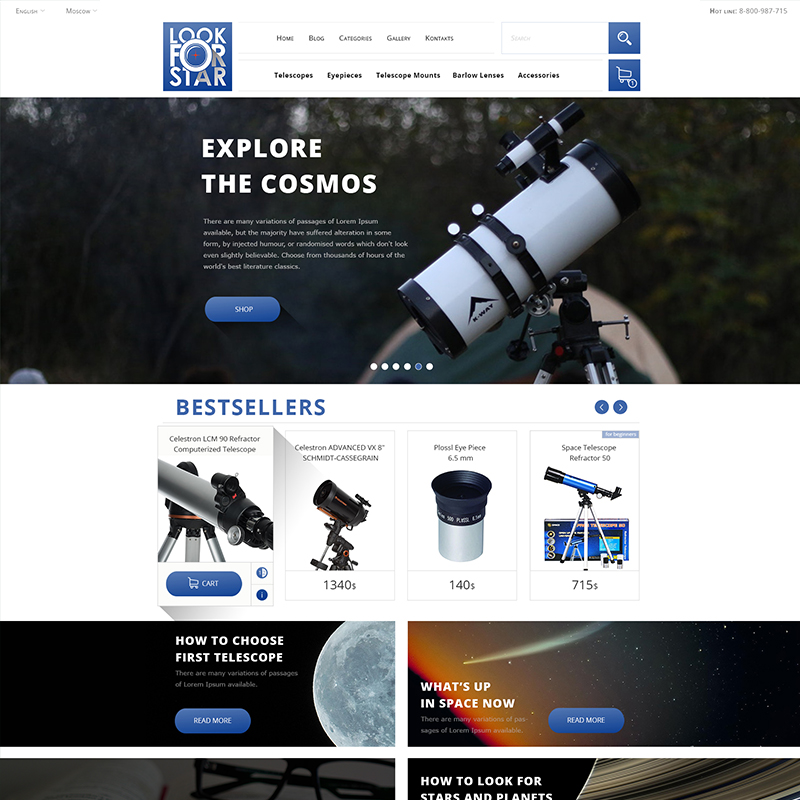 English
Moscow
Hot line: 8-800-987-715
LOOK
FOR
STAR
Home
Blog
Categories
Gallery
Kontakts
Search
Telescopes
Eyepieces
Telescope Mounts
Barlow Lenses
Accessories
1
EXPLORE
THE COSMOS
There are many variations of passages of Lorem Ipsum
available, but the majority have suffered alteration in some
form, by injected humour, or randomised words which don't look
even slightly believable. Choose from thousands of hours of the
world's best literature classics.
SHOP
K-WAY
BESTSELLERS
Celestron LCM 90 Refractor
Computerized Telescope
CART
Celestron ADVANCED VX 8"
SCHMIDT-CASSEGRAIN
1340$
Plossl Eye Piece
6.5 mm
140$
for beginners
Space Telescope
Refractor 50
715$
HOW TO CHOOSE
FIRST TELESCOPE
There are many variations of passages
of Lorem Ipsum available.
READ MORE
WHAT'S UP
IN SPACE NOW
There are many variations of pas-
sages of Lorem Ipsum available.
READ MORE
HOW TO LOOK FOR
STARS AND PLANETS